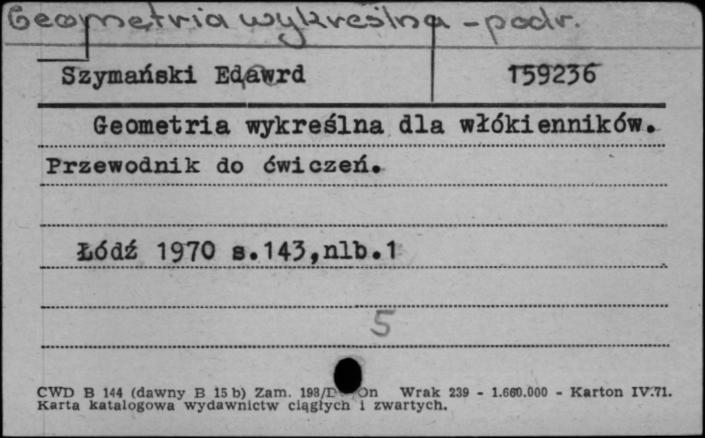 Geometria wykreślna - podr.
Szymański Edawrd 159236
Geometria wykreślna dla włókienników.
Przewodnik do ćwiczeń.
Łódź 1970 s.143,nlb.1
5
CWD B 144 (dawny B 15 b) Zam. 198/D On Wrak 239 - 1.660.000 - Karton IV.71.
Karta katalogowa wydawnictw ciągłych i zwartych.